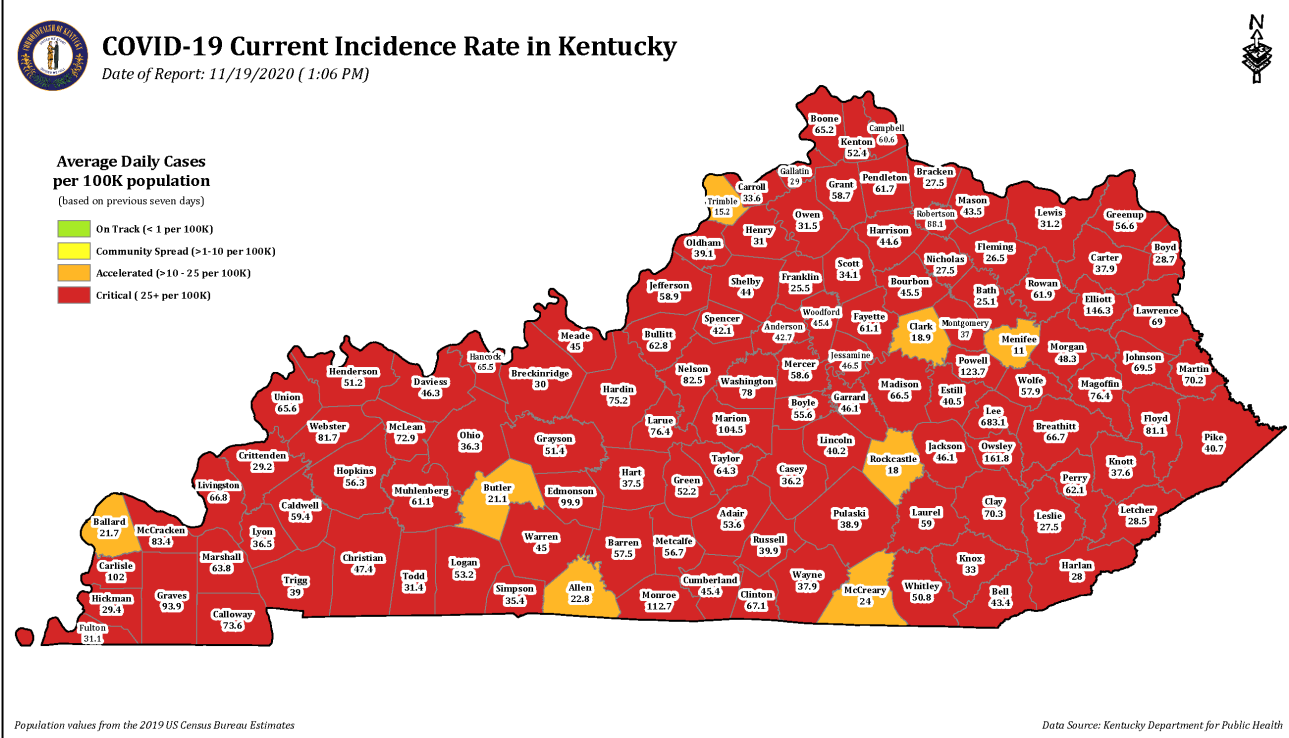 COVID-19 Current Incidence Rate in Kentucky
Date of Report: 11/19/2020 ( 1:06 PM)
N
Average Daily Cases
per 100K population
(based on previous seven days)
On Track (< 1 per 100K)
Community Spread (>1-10 per 100K)
Accelerated (>10 - 25 per 100K)
Critical ( 25+ per 100K)
Boone
65.2
Kenton
52.4
Campbell
60.6
Gallatin
29
Carroll
33.6
Trimble
15.2
Grant
58.7
Pendleton
61.7
Bracken
27.5
Mason
43.5
Robertson
88.1
Lewis
31.2
Greenup
56.6
Boyd
28.7
Owen
31.5
Henry
31
Oldham
39.1
Harrison
44.6
Nicholas
27.5
Fleming
26.5
Carter
37.9
Rowan
61.9
Elliott
146.3
Lawrence
69
Jefferson
58.9
Shelby
44
Franklin
25.5
Scott
34.1
Bourbon
45.5
Bath
25.1
Spencer
42.1
Anderson
42.7
Woodford
45.4
Fayette
61.1
Clark
18.9
Montgomery
37
Menifee
11
Morgan
48.3
Johnson
69.5
Martin
70.2
Bullitt
62.8
Meade
45
Hancock
65.5
Breckinridge
30
Henderson
51.2
Daviess
46.3
Union
65.6
Nelson
82.5
Washington
78
Mercer
58.6
Jessamine
46.5
Powell
123.7
Wolfe
57.9
Magoffin
76.4
Hardin
75.2
Larue
76.4
Marion
104.5
Boyle
55.6
Garrard
46.1
Madison
66.5
Estill
40.5
Lee
683.1
Owsley
161.8
Breathitt
66.7
Floyd
81.1
Pike
40.7
Webster
81.7
McLean
72.9
Ohio
36.3
Grayson
51.4
Crittenden
29.2
Livingston
66.8
Hopkins
56.3
Muhlenberg
61.1
Butler
21.1
Edmonson
99.9
Hart
37.5
Green
52.2
Taylor
64.3
Casey
36.2
Lincoln
40.2
Rockcastle
18
Jackson
46.1
Perry
62.1
Knott
37.6
Letcher
28.5
Ballard
21.7
McCracken
83.4
Caldwell
59.4
Lyon
36.5
Marshall
63.8
Carlisle
102
Hickman
29.4
Graves
93.9
Calloway
73.6
Fulton
31.1
Trigg
39
Christian
47.4
Todd
31.4
Logan
53.2
Simpson
35.4
Warren
45
Allen
22.8
Barren
57.5
Metcalfe
56.7
Monroe
112.7
Cumberland
45.4
Adair
53.6
Russell
39.9
Clinton
67.1
Wayne
37.9
Pulaski
38.9
McCreary
24
Laurel
59
Clay
70.3
Leslie
27.5
Knox
33
Whitley
50.8
Bell
43.4
Harlan
28
Population values from the 2019 US Census Bureau Estimates
Data Source: Kentucky Department for Public Health